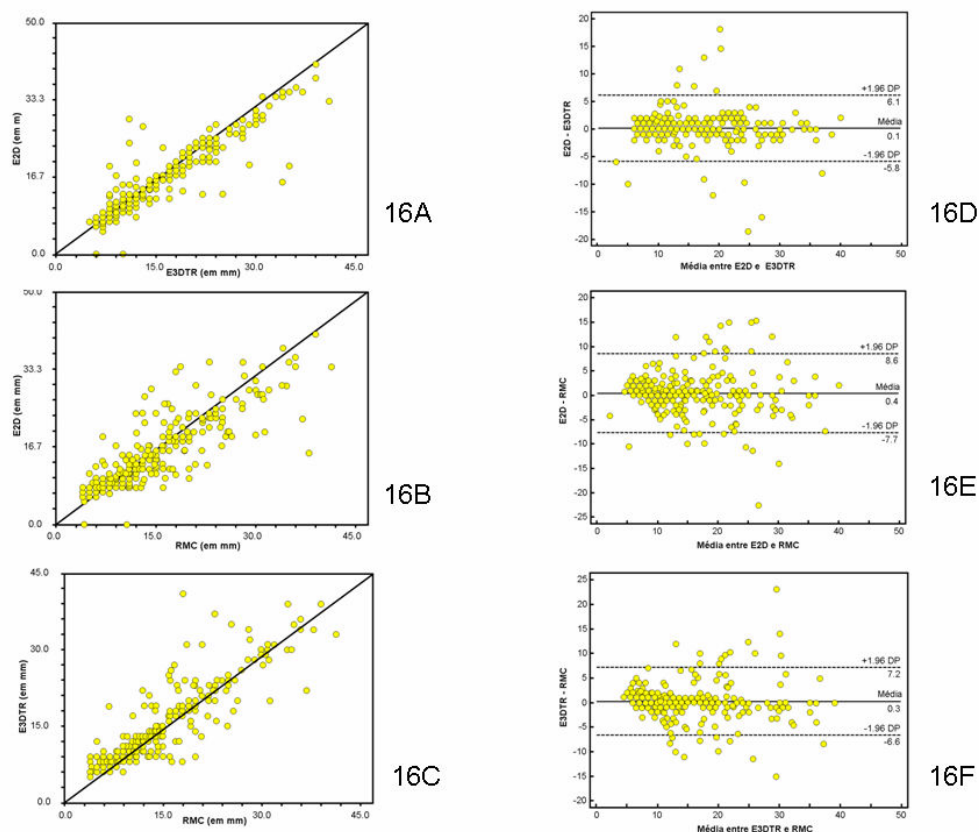 50.0
33.3
16.7
0.0
E2D (em m)
0.0 15.0 30.0 45.0
E3DTR (em mm)
16A
20
15
10
5
0
-5
-10
-15
-20
E2D - E3DTR
+1.96 DP
6.1
Média
0.1
-1.96 DP
-5.8
0 10 20 30 40 50
Média entre E2D e E3DTR
16D
50.0
33.3
16.7
0.0
E2D (em mm)
0.0 15.0 30.0 45.0
RMC (em mm)
16B
20
15
10
5
0
-5
-10
-15
-20
-25
E2D - RMC
+1.96 DP
8.6
Média
0.4
-1.96 DP
-7.7
0 10 20 30 40 50
Média entre E2D e RMC
16E
45.0
30.0
15.0
0.0
E3DTR (em mm)
0.0 15.0 30.0 45.0
RMC (em mm)
16C
25
20
15
10
5
0
-5
-10
-15
-20
E3DTR - RMC
+1.96 DP
7.2
Média
0.3
-1.96 DP
-6.6
0 10 20 30 40 50
Média entre E3DTR e RMC
16F